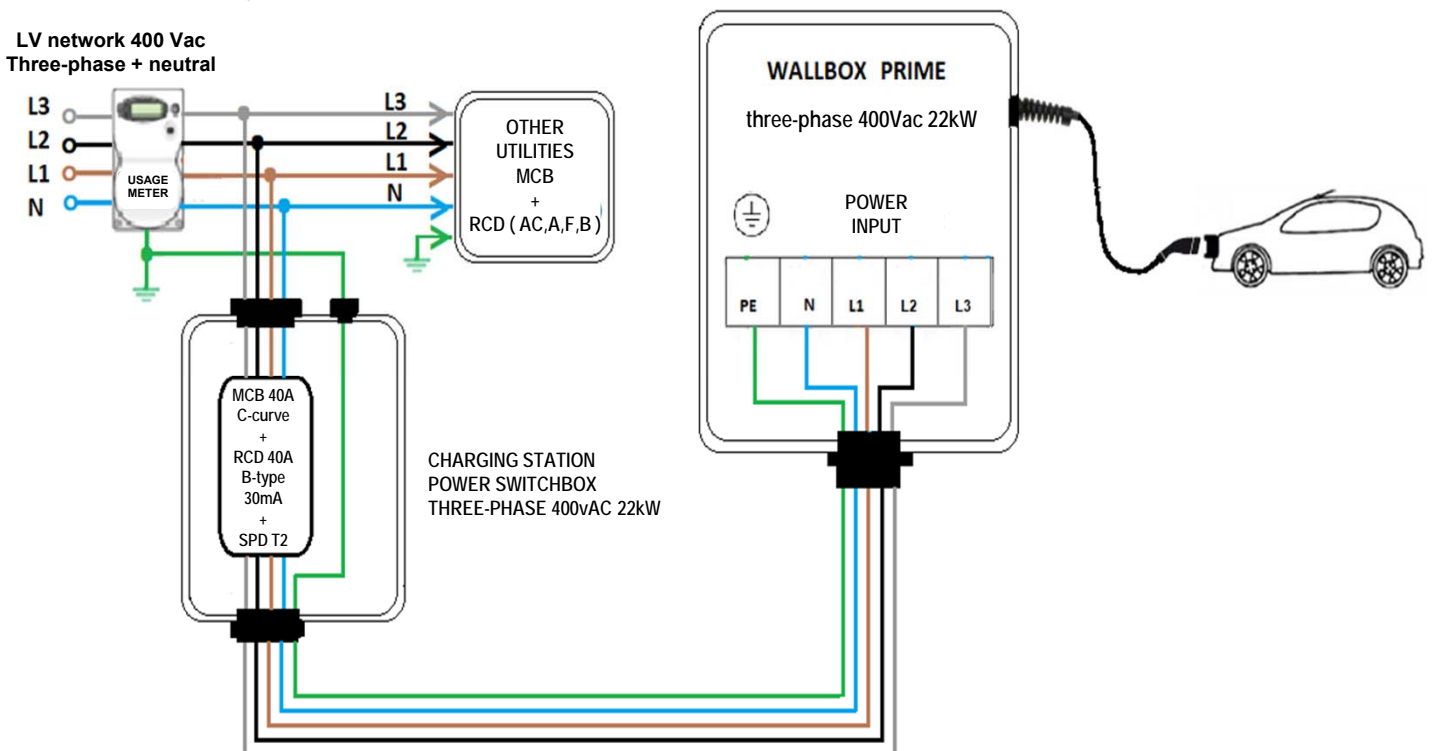 LV network 400 Vac
Three-phase + neutral
L3
L2
L1
N
USAGE
METER
L3
L2
L1
N
OTHER
UTILITIES
MCB
+
RCD ( AC,A,F,B )
MCB 40A
C-curve
+
RCD 40A
B-type
30mA
+
SPD T2
CHARGING STATION
POWER SWITCHBOX
THREE-PHASE 400vAC 22kW
WALLBOX PRIME
three-phase 400Vac 22kW
POWER
INPUT
PE N L1 L2 L3